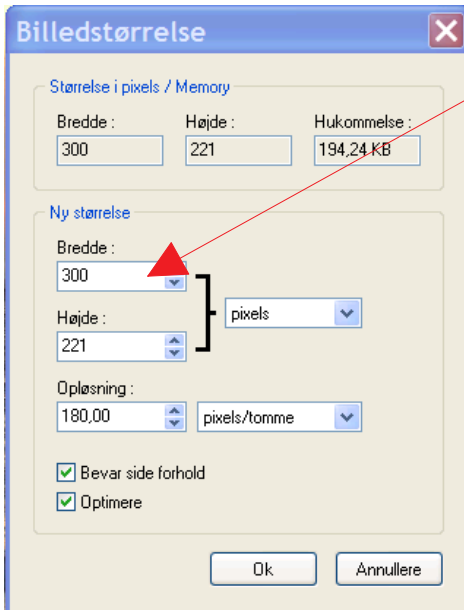 Billedstørrelse
Størrelse i pixels / Memory
Bredde : Højde : Hukommelse :
300 221 194,24 KB
Ny størrelse
Bredde :
300
pixels
Højde :
221
Opløsning :
180,00 pixels/tomme
Bevar side forhold
Optimere
Ok Annullere